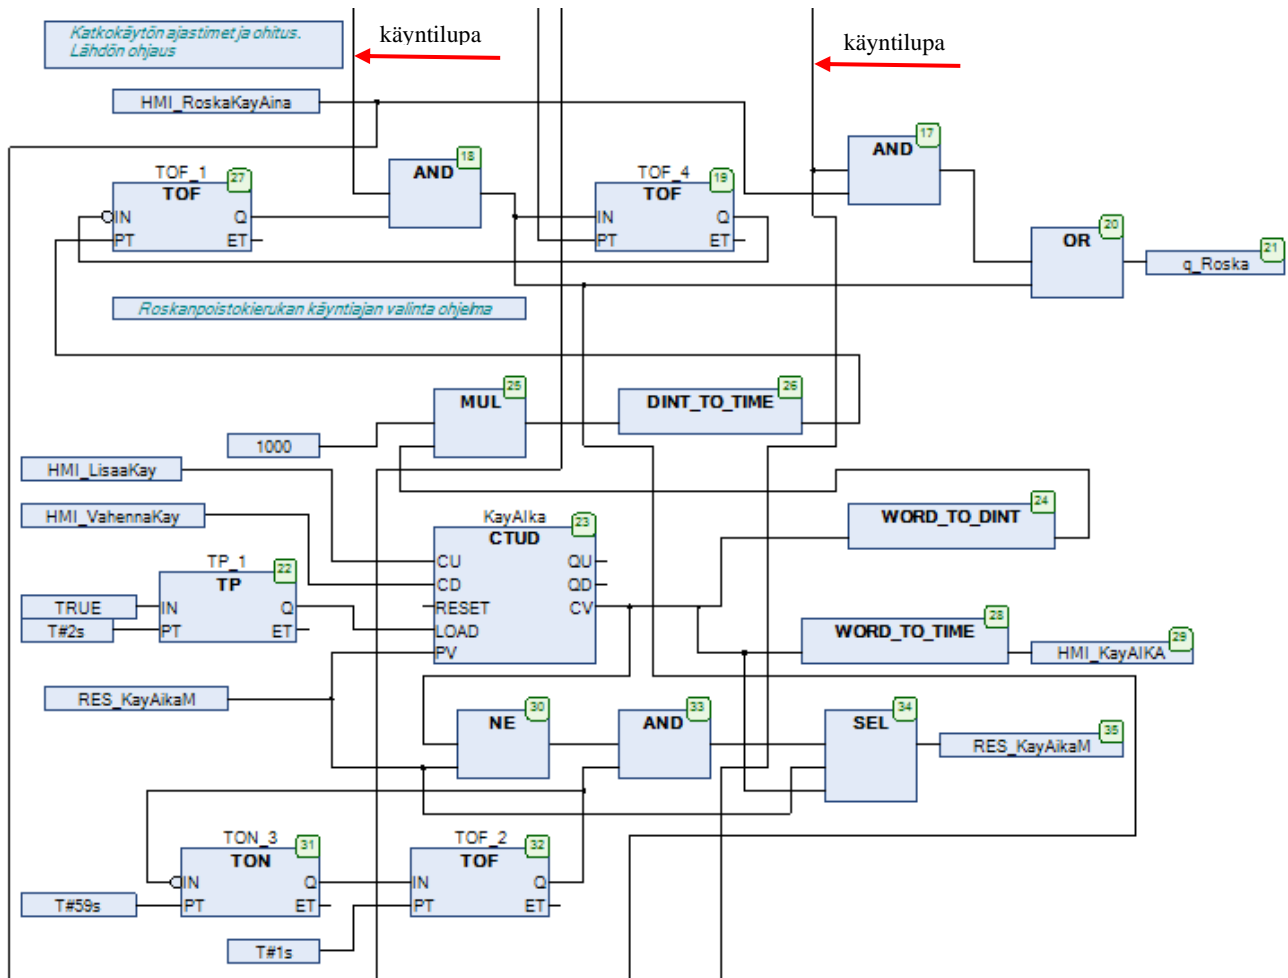 Katkokäytön ajastimet ja ohitus.
Lähdön ohjaus
käyntilupa
käyntilupa
HMI_RoskaKayAina
17
AND
18
AND
TOF_1
27
TOF
IN
Q
PT
ET
TOF_4
19
TOF
IN
Q
PT
ET
20
OR
21
q_Roska
Roskanpoistokierukan käyntiajan valinta ohjelma
25
MUL
26
DINT_TO_TIME
1000
HMI_LisaaKay
HMI_VahennaKay
24
WORD_TO_DINT
KayAIka
23
CTUD
CU
QU
CD
QD
RESET
CV
LOAD
PV
TP_1
22
TP
TRUE
IN
Q
T#2s
PT
ET
28
WORD_TO_TIME
29
HMI_KayAIKA
RES_KayAikaM
30
NE
33
AND
34
SEL
35
RES_KayAikaM
TON_3
31
TON
IN
Q
PT
ET
T#59s
TOF_2
32
TOF
IN
Q
PT
ET
T#1s